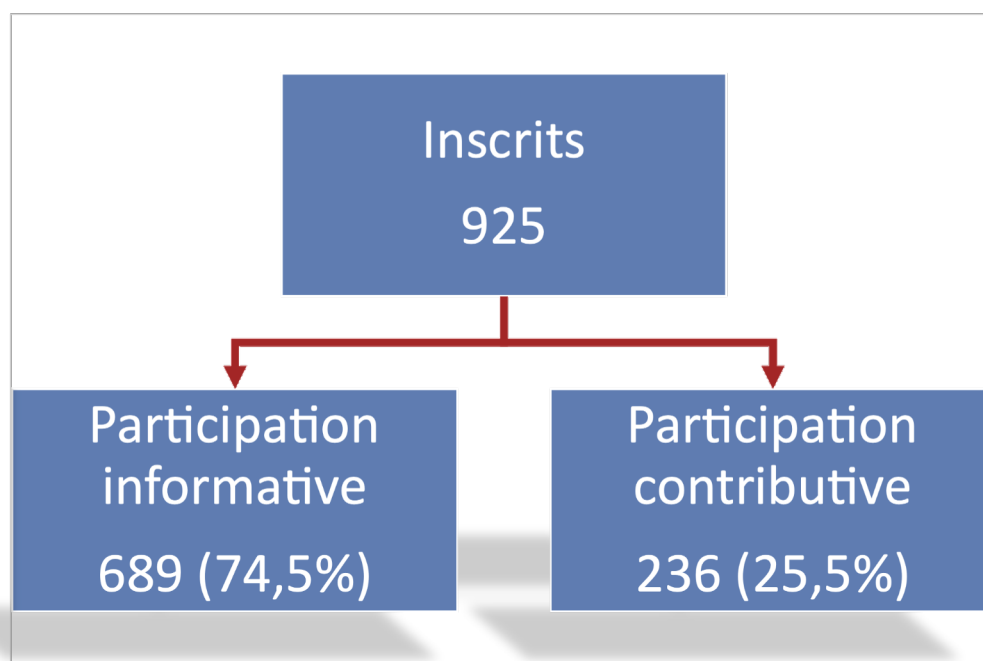 Inscrits
925
Participation
informative
689 (74,5%)
Participation
contributive
236 (25,5%)